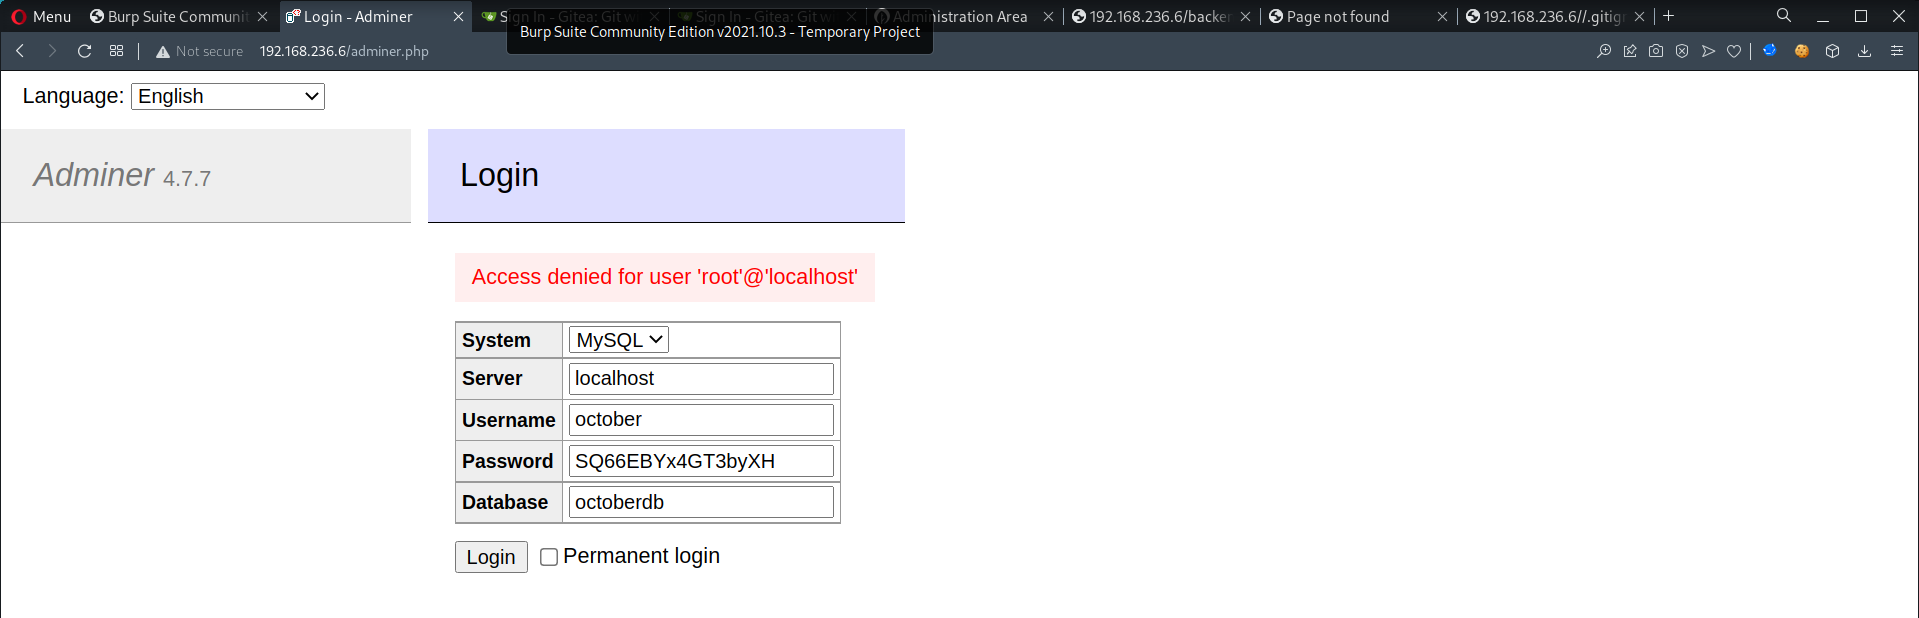 Menu
Burp Suite Communit
Login - Adminer
Sign In - Gitea: Git w
Sign In - Gitea: Git w
Administration Area
192.168.236.6/backe
Page not found
192.168.236.6//.gitig
Burp Suite Community Edition v2021.10.3 - Temporary Project
Not secure 192.168.236.6/adminer.php
Language: English
Adminer 4.7.7
Login
Access denied for user 'root'@'localhost'
System MySQL
Server localhost
Username october
Password SQ66EBYx4GT3byXH
Database octoberdb
Login Permanent login